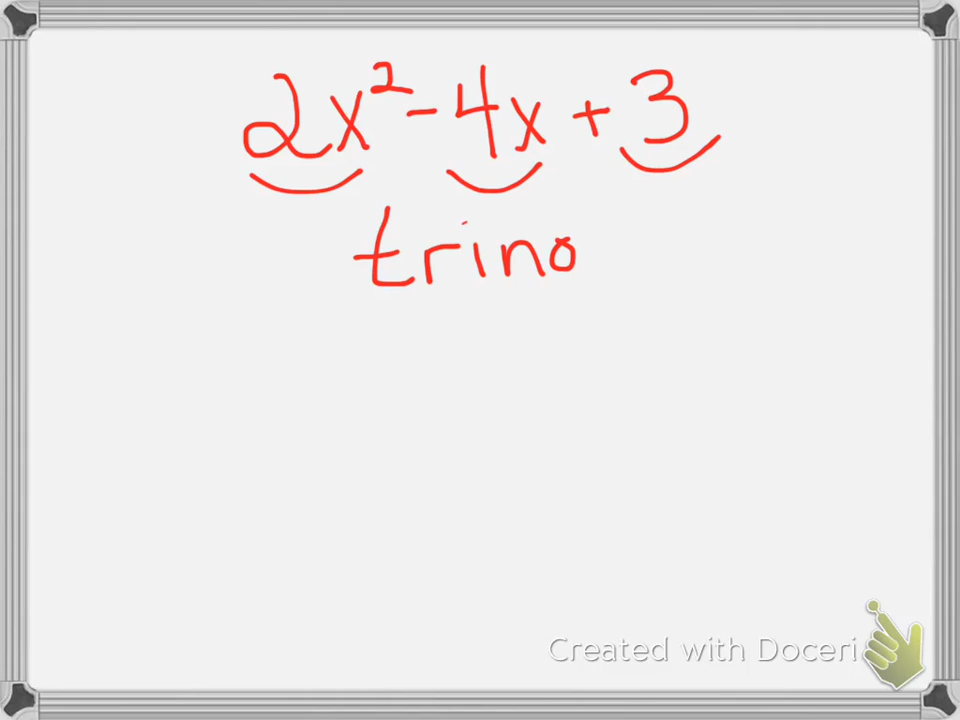 2x² - 4x + 3
trino
Created with Doceri